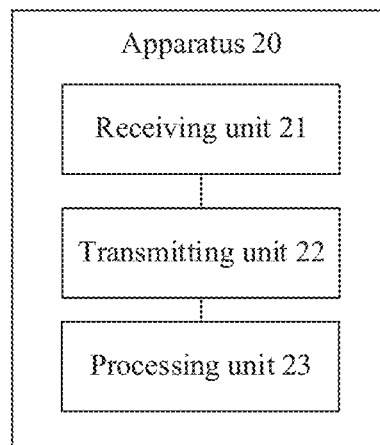 Apparatus 20
Receiving unit 21
Transmitting unit 22
Processing unit 23